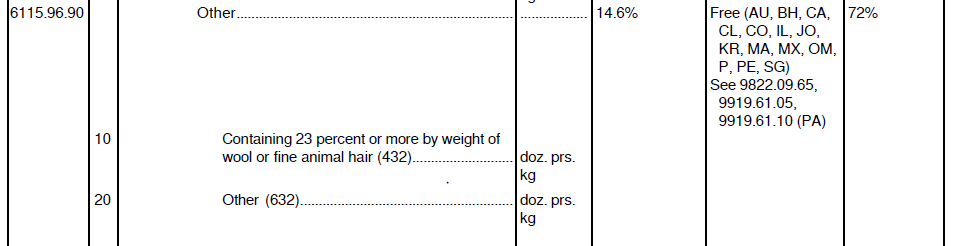 6115.96.90 Other.................................................................... .................. 14.6% Free (AU, BH, CA, 72%
CL, CO, IL, JO,
KR, MA, MX, OM,
P, PE, SG)
See 9822.09.65,
9919.61.05,
9919.61.10 (PA)
10 Containing 23 percent or more by weight of
wool or fine animal hair (432)........................... doz. prs.
kg
20 Other (632)..................................................... doz. prs.
kg